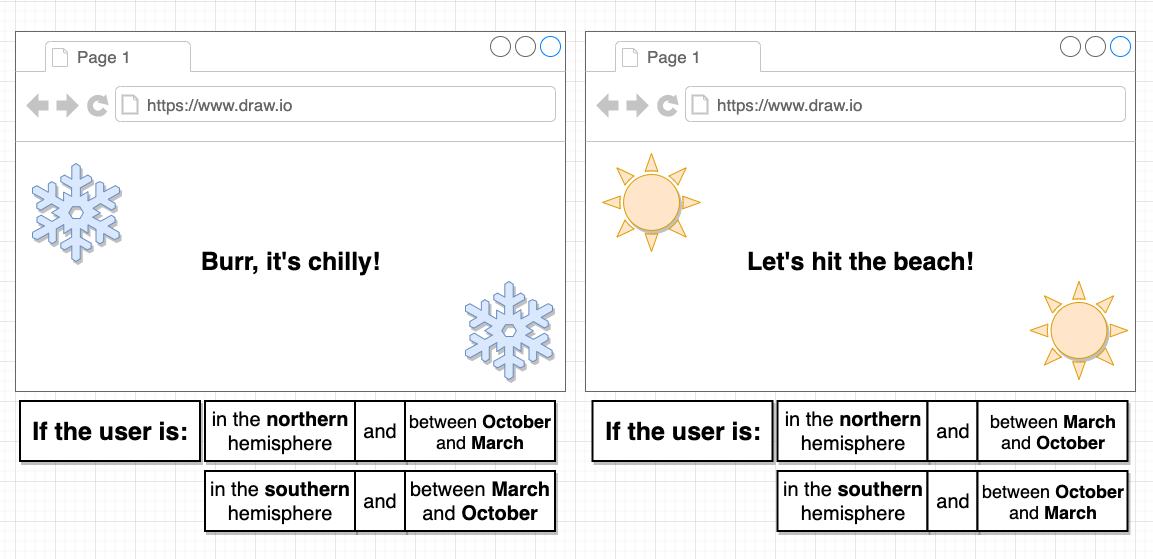 Page 1
https://www.draw.io
Burr, it's chilly!
If the user is:
in the northern
hemisphere
and
between October
and March
in the southern
hemisphere
and
between March
and October
Page 1
https://www.draw.io
Let's hit the beach!
If the user is:
in the northern
hemisphere
and
between March
and October
in the southern
hemisphere
and
between October
and March